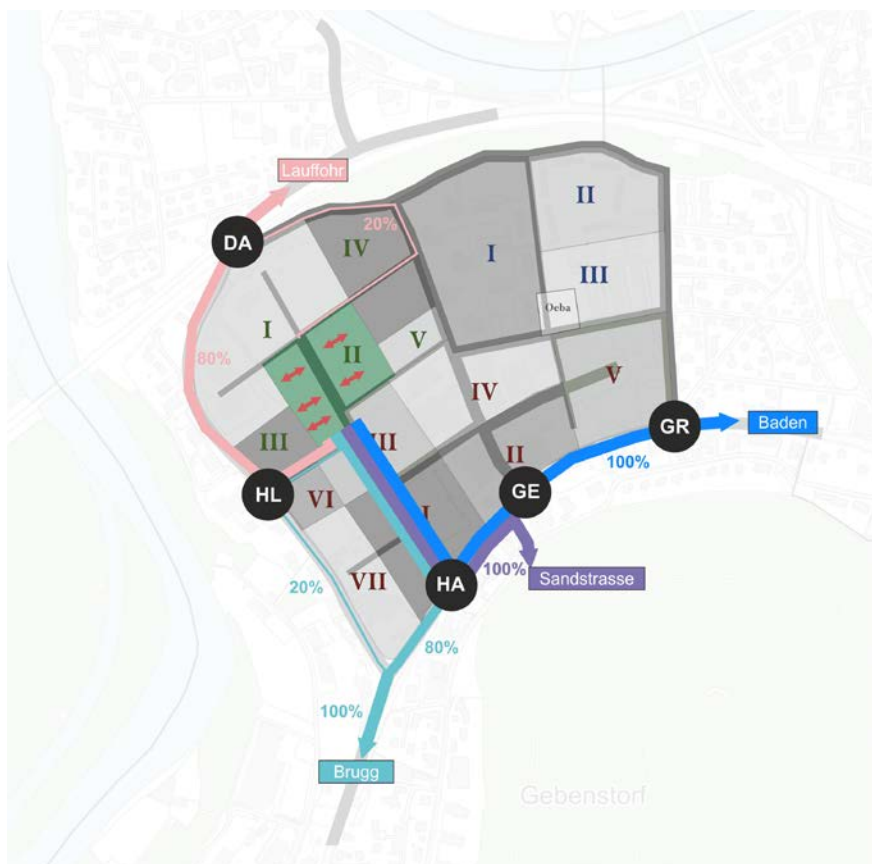 Lauffohr
DA
20%
IV
II
I
III
Oeba
I
II
V
80%
IV
V
III
III
II
GR
Baden
100%
HL
VI
I
GE
20%
VII
HA
100%
Sandstrasse
80%
100%
Brugg
Gebenstorf